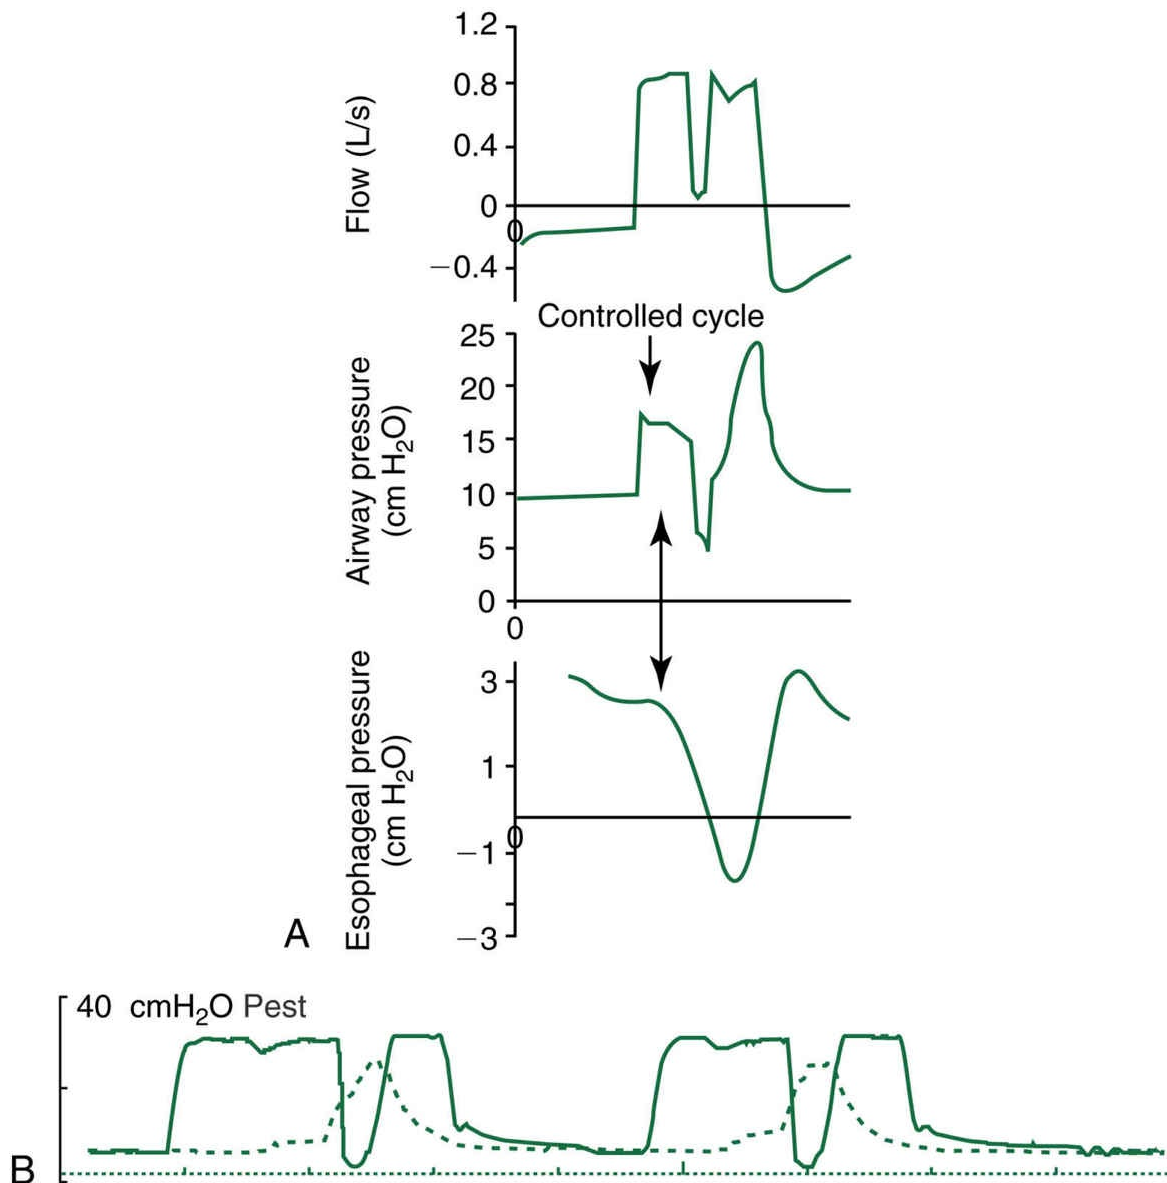 1.2
0.8
0.4
0
0
−0.4
Flow (L/s)
Controlled cycle
25
20
15
10
5
0
0
Airway pressure
(cm H2O)
3
1
0
−1
−3
Esophageal pressure
(cm H2O)
A
40 cmH2O Pest
B